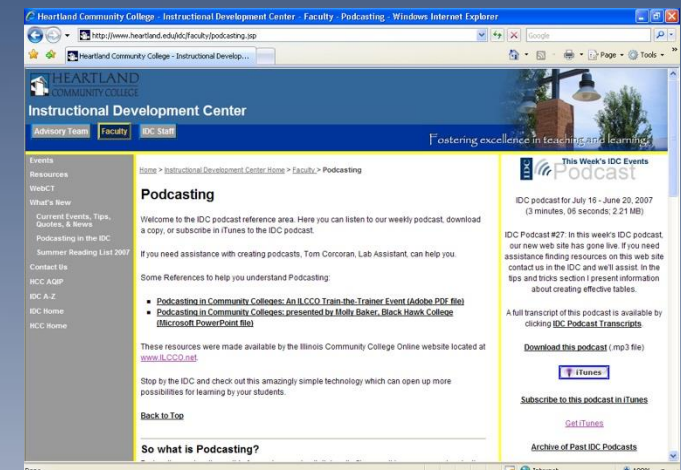 Heartland Community College - Instructional Development Center - Faculty - Podcasting - Windows Internet Explorer
http://www.heartland.edu/idc/faculty/podcasting.jsp
Google
Heartland Community College - Instructional Develop...
Page
Tools
HEARTLAND
COMMUNITY COLLEGE
Instructional Development Center
Advisory Team
Faculty
IDC Staff
Fostering excellence in teaching and learning
Events
Resources
WebCT
What's New
Current Events, Tips,
Quotes, & News
Podcasting in the IDC
Summer Reading List 2007
Contact Us
HCC AQIP
IDC A-Z
IDC Home
HCC Home
Home > Instructional Development Center Home > Faculty > Podcasting
Podcasting
Welcome to the IDC podcast reference area. Here you can listen to our weekly podcast, download
a copy, or subscribe in iTunes to the IDC podcast.
If you need assistance with creating podcasts, Tom Corcoran, Lab Assistant, can help you.
Some References to help you understand Podcasting:
Podcasting in Community Colleges: An ILCCO Train-the-Trainer Event (Adobe PDF file)
Podcasting in Community Colleges; presented by Molly Baker, Black Hawk College
(Microsoft PowerPoint file)
These resources were made available by the Illinois Community College Online website located at
www.ILCCO.net.
Stop by the IDC and check out this amazingly simple technology which can open up more
possibilities for learning by your students.
Back to Top
So what is Podcasting?
IDC
This Week's IDC Events
Podcast
IDC podcast for July 16 - June 20, 2007
(3 minutes, 06 seconds; 2.21 MB)
IDC Podcast #27: In this week's IDC podcast,
our new web site has gone live. If you need
assistance finding resources on this web site
contact us in the IDC and we'll assist. In the
tips and tricks section I present information
about creating effective tables.
A full transcript of this podcast is available by
clicking IDC Podcast Transcripts.
Download this podcast (.mp3 file)
iTunes
Subscribe to this podcast in iTunes
Get iTunes
Archive of Past IDC Podcasts